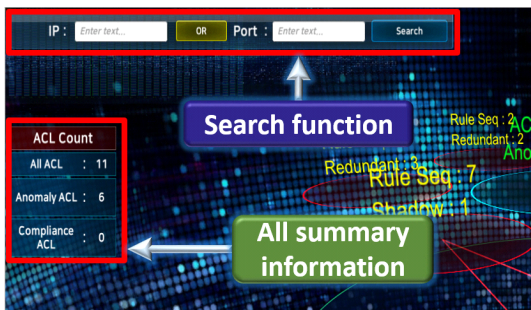 IP : Enter text... OR Port : Enter text... Search
Search function
Rule Seq : 2
Redundant : 2
Redundant : 3
Rule Seq : 7
Shadow : 1
ACL Count
All ACL : 11
Anomaly ACL : 6
Compliance
ACL : 0
All summary
information